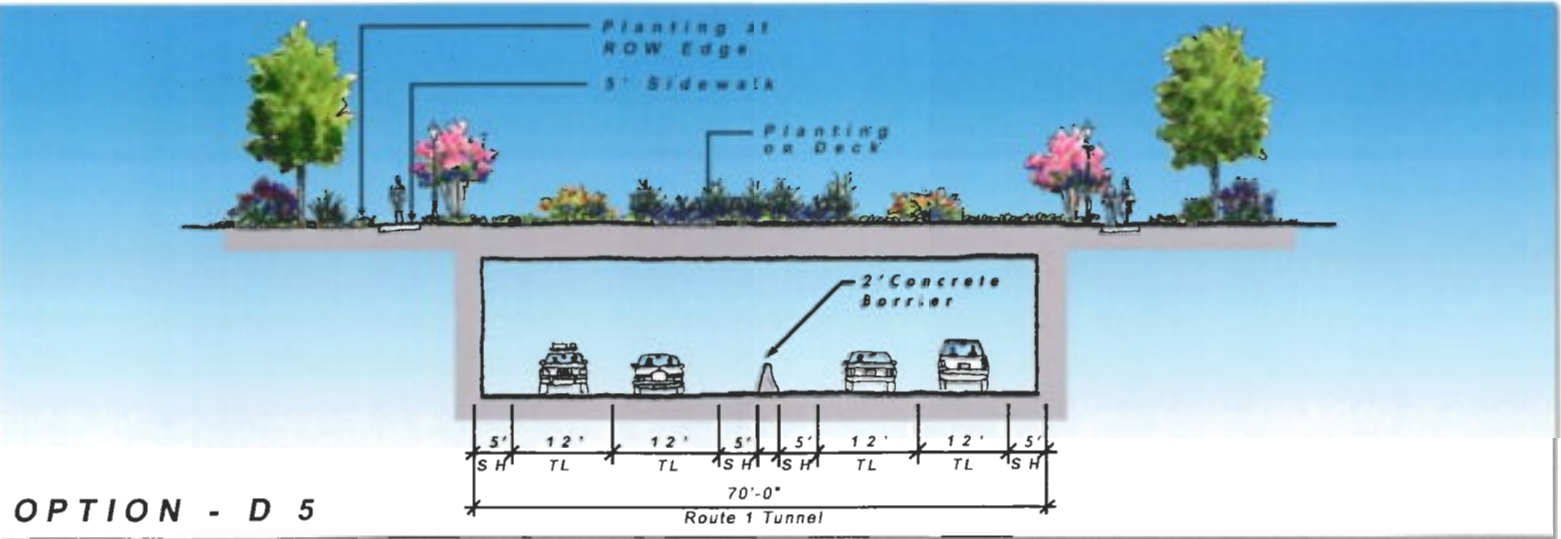 Planting at
ROW Edge
5' Sidewalk
Planting
on Deck
2' Concrete
Barrier
5' 12' 12' 5' 5' 12' 12' 5'
SH TL TL SH SH TL TL SH
70'-0"
Route 1 Tunnel
OPTION - D 5